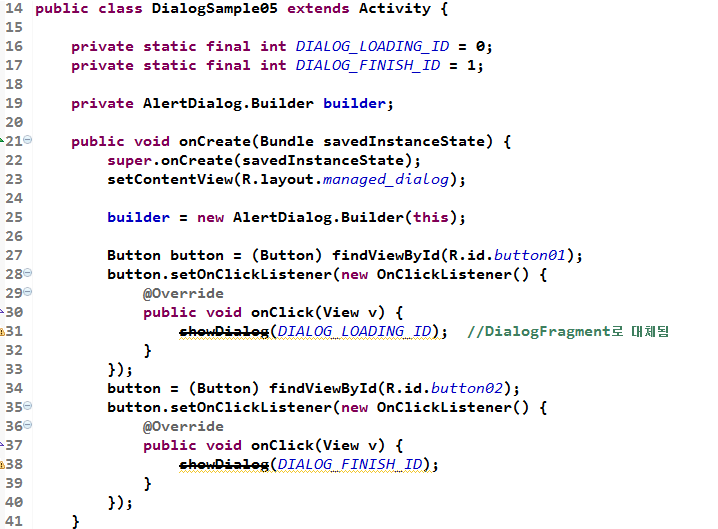 14 public class DialogSample05 extends Activity {
15
16     private static final int DIALOG_LOADING_ID = 0;
17     private static final int DIALOG_FINISH_ID = 1;
18
19     private AlertDialog.Builder builder;
20
21     public void onCreate(Bundle savedInstanceState) {
22         super.onCreate(savedInstanceState);
23         setContentView(R.layout.managed_dialog);
24
25         builder = new AlertDialog.Builder(this);
26
27         Button button = (Button) findViewById(R.id.button01);
28         button.setOnClickListener(new OnClickListener() {
29             @Override
30             public void onClick(View v) {
31                 showDialog(DIALOG_LOADING_ID);  //DialogFragment로 대체됨
32             }
33         });
34         button = (Button) findViewById(R.id.button02);
35         button.setOnClickListener(new OnClickListener() {
36             @Override
37             public void onClick(View v) {
38                 showDialog(DIALOG_FINISH_ID);
39             }
40         });
41     }